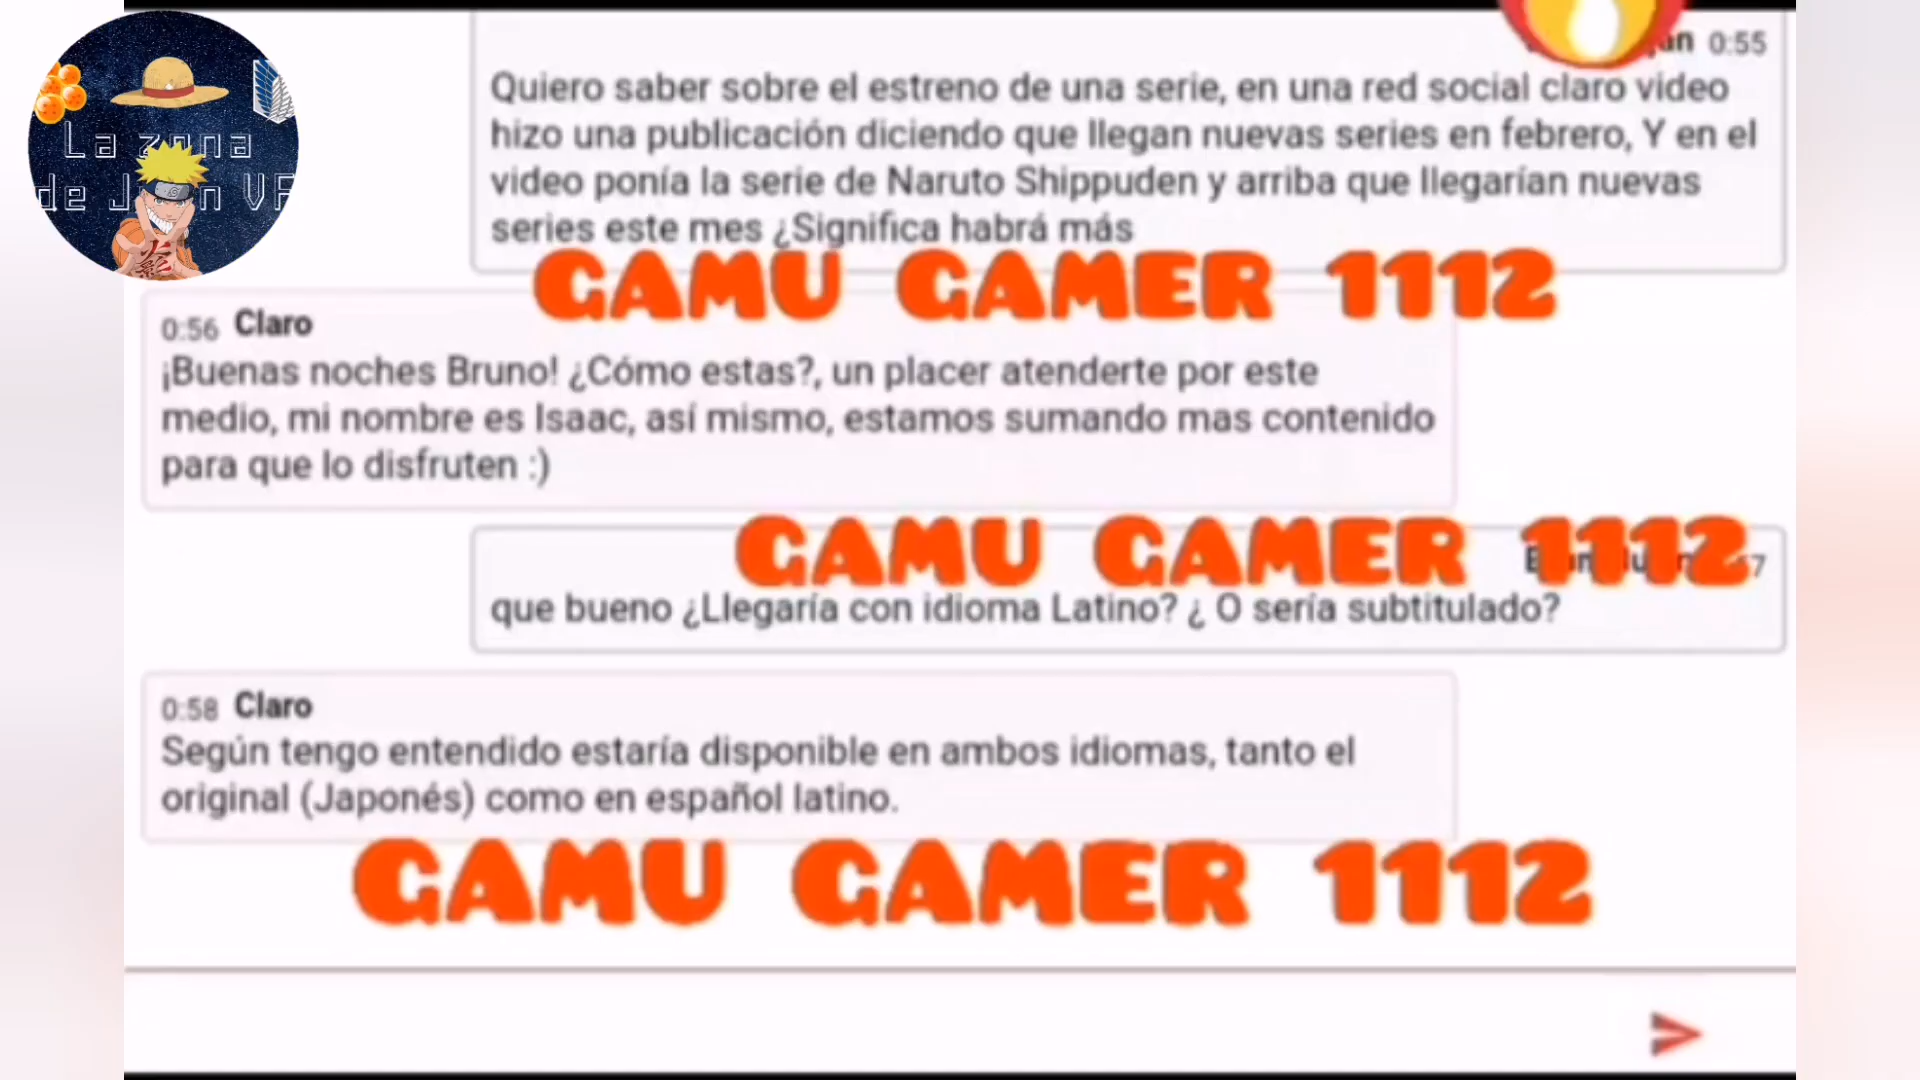 0:55
Quiero saber sobre el estreno de una serie, en una red social claro video
hizo una publicación diciendo que llegan nuevas series en febrero, Y en el
video ponía la serie de Naruto Shippuden y arriba que llegarían nuevas
series este mes ¿Significa habrá más
GAMU GAMER 1112
0:56 Claro
¡Buenas noches Bruno! ¿Cómo estas?, un placer atenderte por este
medio, mi nombre es Isaac, así mismo, estamos sumando mas contenido
para que lo disfruten :)
GAMU GAMER 1112
que bueno ¿Llegaría con idioma Latino? ¿ O sería subtitulado?
0:58 Claro
Según tengo entendido estaría disponible en ambos idiomas, tanto el
original (Japonés) como en español latino.
GAMU GAMER 1112
La zona
de